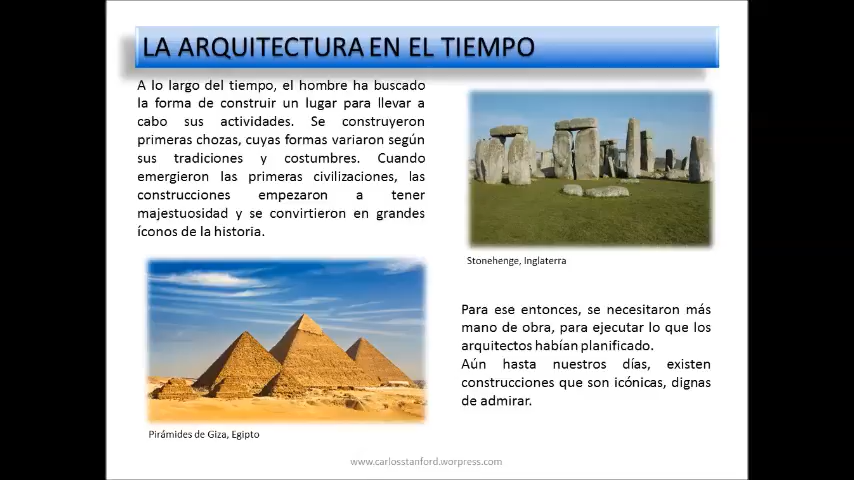 LA ARQUITECTURA EN EL TIEMPO
A lo largo del tiempo, el hombre ha buscado
la forma de construir un lugar para llevar a
cabo sus actividades. Se construyeron
primeras chozas, cuyas formas variaron según
sus tradiciones y costumbres. Cuando
emergieron las primeras civilizaciones, las
construcciones empezaron a tener
majestuosidad y se convirtieron en grandes
íconos de la historia.
Stonehenge, Inglaterra
Pirámides de Giza, Egipto
Para ese entonces, se necesitaron más
mano de obra, para ejecutar lo que los
arquitectos habían planificado.
Aún hasta nuestros días, existen
construcciones que son icónicas, dignas
de admirar.
www.carlosstanford.worpress.com